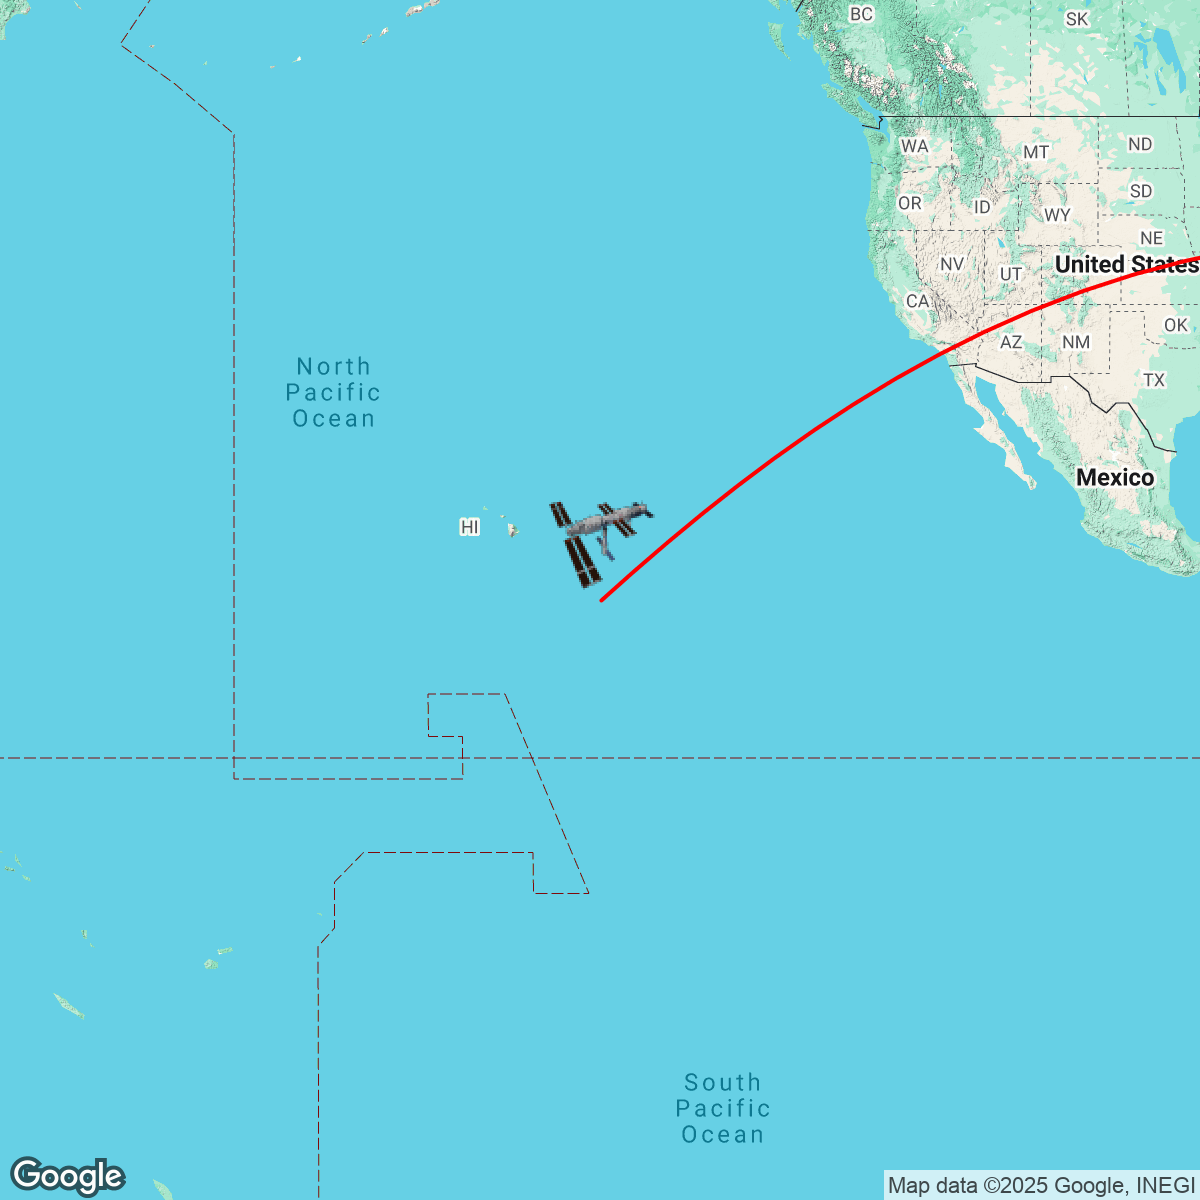 BC
SK
WA
MT
ND
OR
ID
SD
WY
NE
NV
UT
United States
CA
OK
AZ
NM
TX
North
Pacific
Ocean
Mexico
HI
South
Pacific
Ocean
Google
Map data ©2025 Google, INEGI